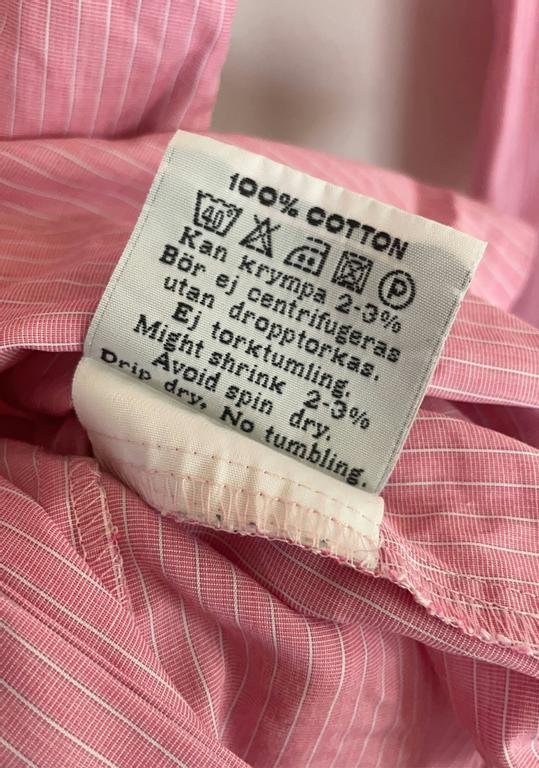 100% COTTON
40° P
Kan krympa 2-3%
Bör ej centrifugeras
utan dropptorkas.
Ej torktumling.
Might shrink 2-3%
Avoid spin dry.
Drip dry, No tumbling.